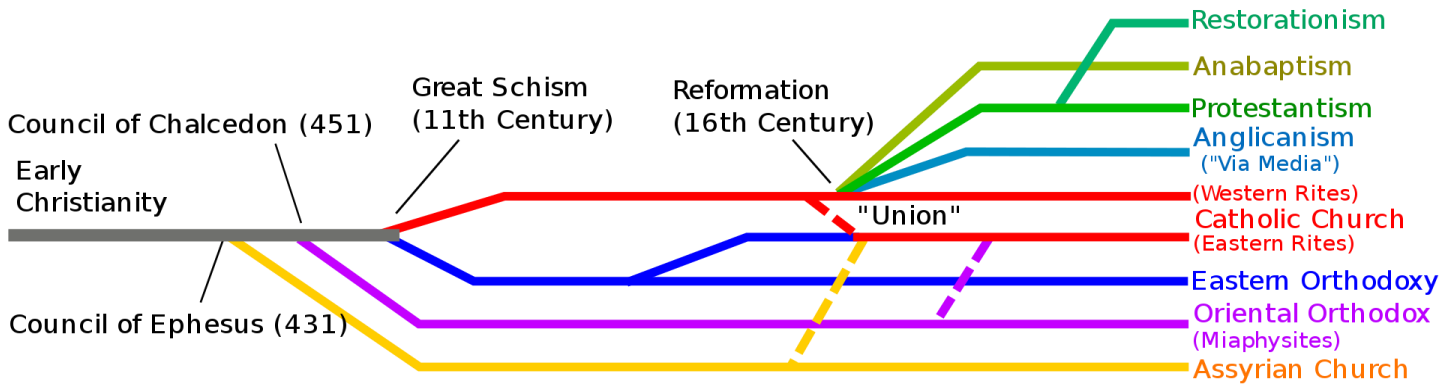 Council of Chalcedon (451)
Early
Christianity
Council of Ephesus (431)
Great Schism
(11th Century)
Reformation
(16th Century)
"Union"
Restorationism
Anabaptism
Protestantism
Anglicanism
("Via Media")
(Western Rites)
Catholic Church
(Eastern Rites)
Eastern Orthodoxy
Oriental Orthodox
(Miaphysites)
Assyrian Church